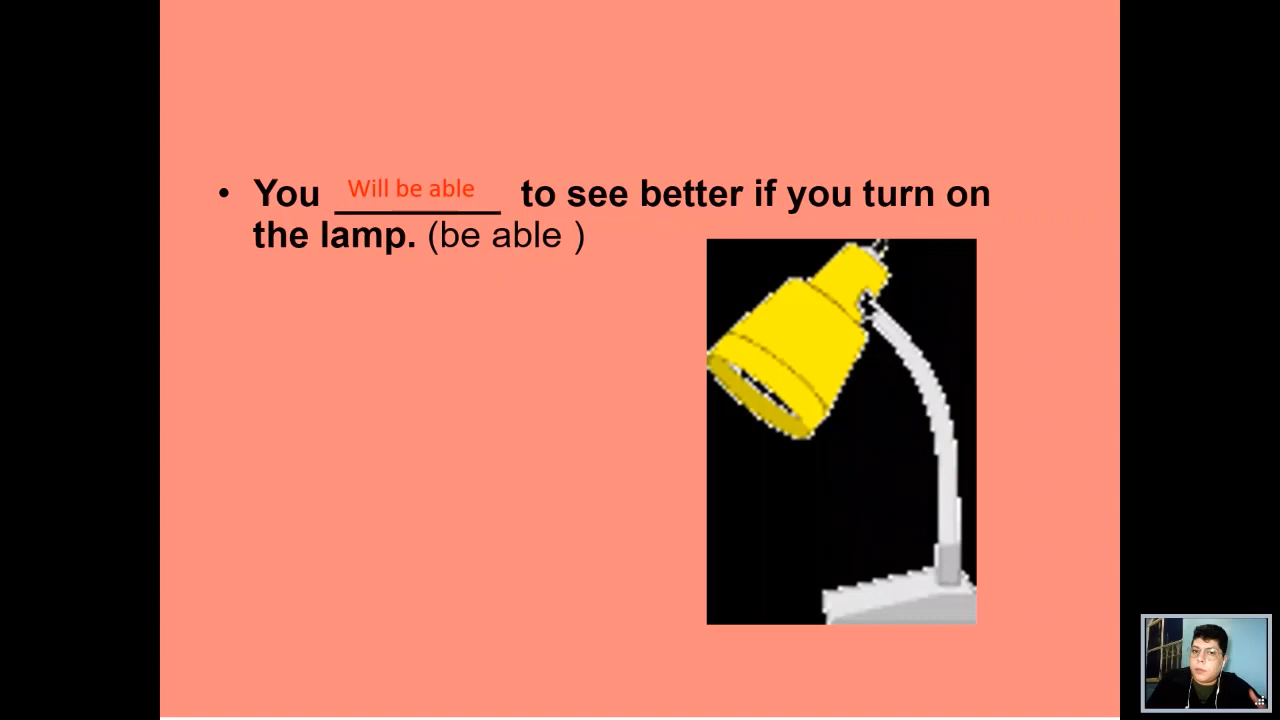 • You Will be able to see better if you turn on
the lamp. (be able )